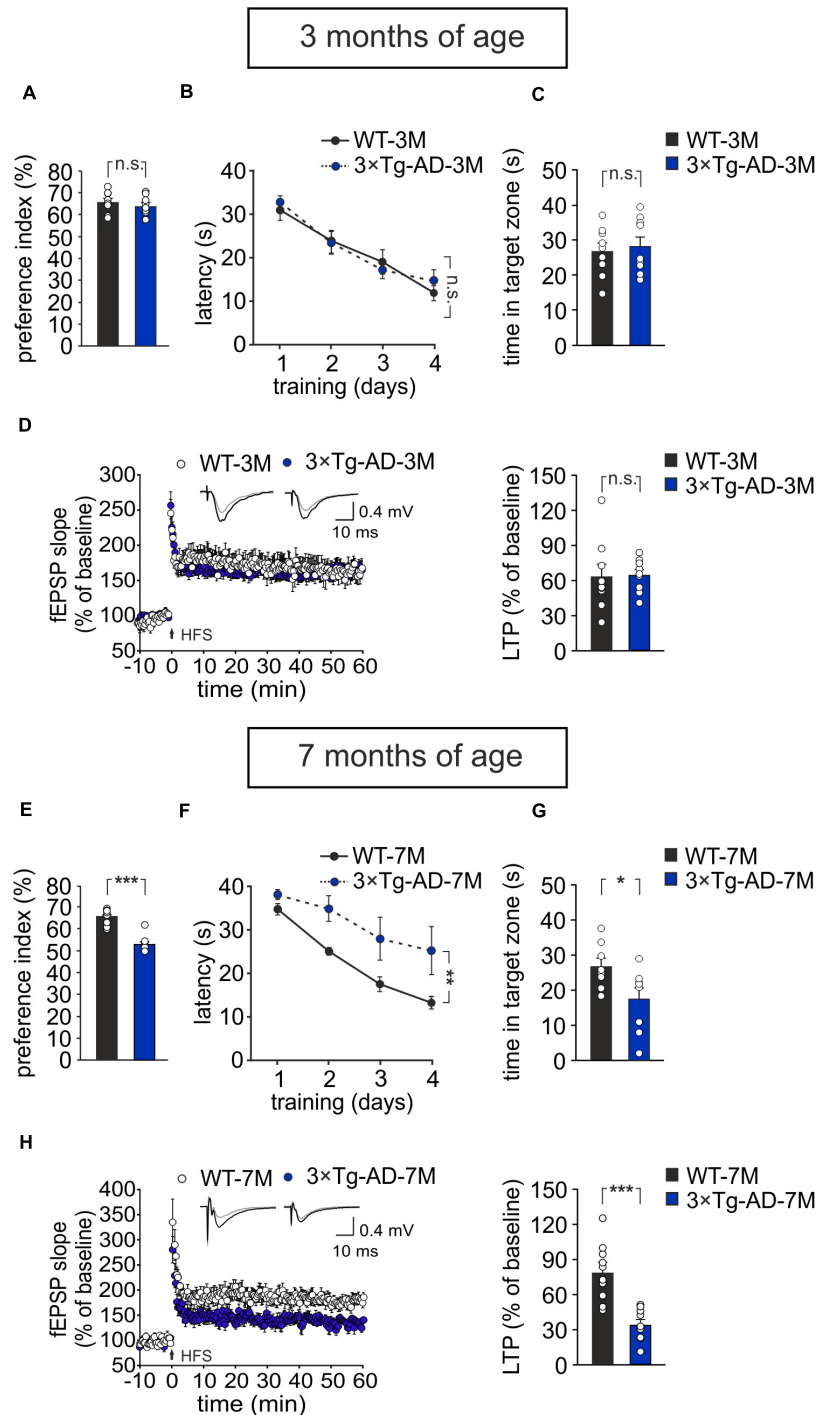 3 months of age
A
B
C
preference index (%)
80
70
60
50
40
30
20
10
0
n.s.
WT-3M
3×Tg-AD-3M
latency (s)
40
30
20
10
0
n.s.
1 2 3 4
training (days)
WT-3M
3×Tg-AD-3M
time in target zone (s)
50
40
30
20
10
0
n.s.
D
WT-3M 3×Tg-AD-3M
fEPSP slope
(% of baseline)
300
250
200
150
100
50
0.4 mV
10 ms
HFS
-10 0 10 20 30 40 50 60
time (min)
WT-3M
3×Tg-AD-3M
LTP (% of baseline)
150
120
90
60
30
0
n.s.
7 months of age
E
F
G
preference index (%)
80
70
60
50
40
30
20
10
0
***
WT-7M
3×Tg-AD-7M
latency (s)
40
30
20
10
0
**
1 2 3 4
training (days)
WT-7M
3×Tg-AD-7M
time in target zone (s)
50
40
30
20
10
0
*
H
WT-7M 3×Tg-AD-7M
fEPSP slope
(% of baseline)
400
350
300
250
200
150
100
50
0.4 mV
10 ms
HFS
-10 0 10 20 30 40 50 60
time (min)
WT-7M
3×Tg-AD-7M
LTP (% of baseline)
150
120
90
60
30
0
***